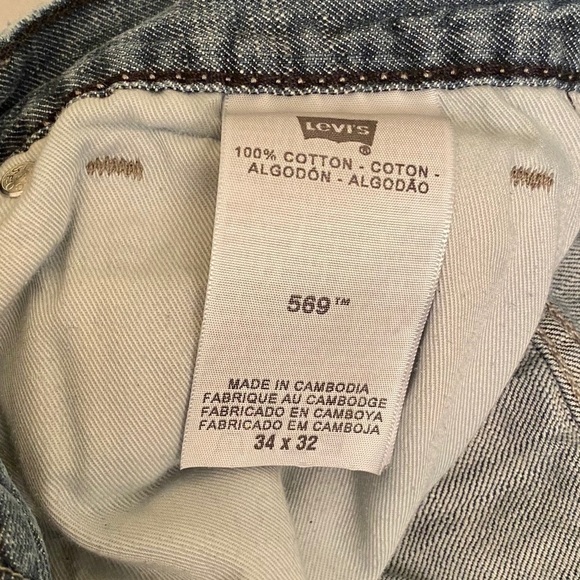 Levi's
®
100% COTTON - COTON -
ALGODÓN - ALGODÃO
569™
MADE IN CAMBODIA
FABRIQUE AU CAMBODGE
FABRICADO EN CAMBOYA
FABRICADO EM CAMBOJA
34 x 32